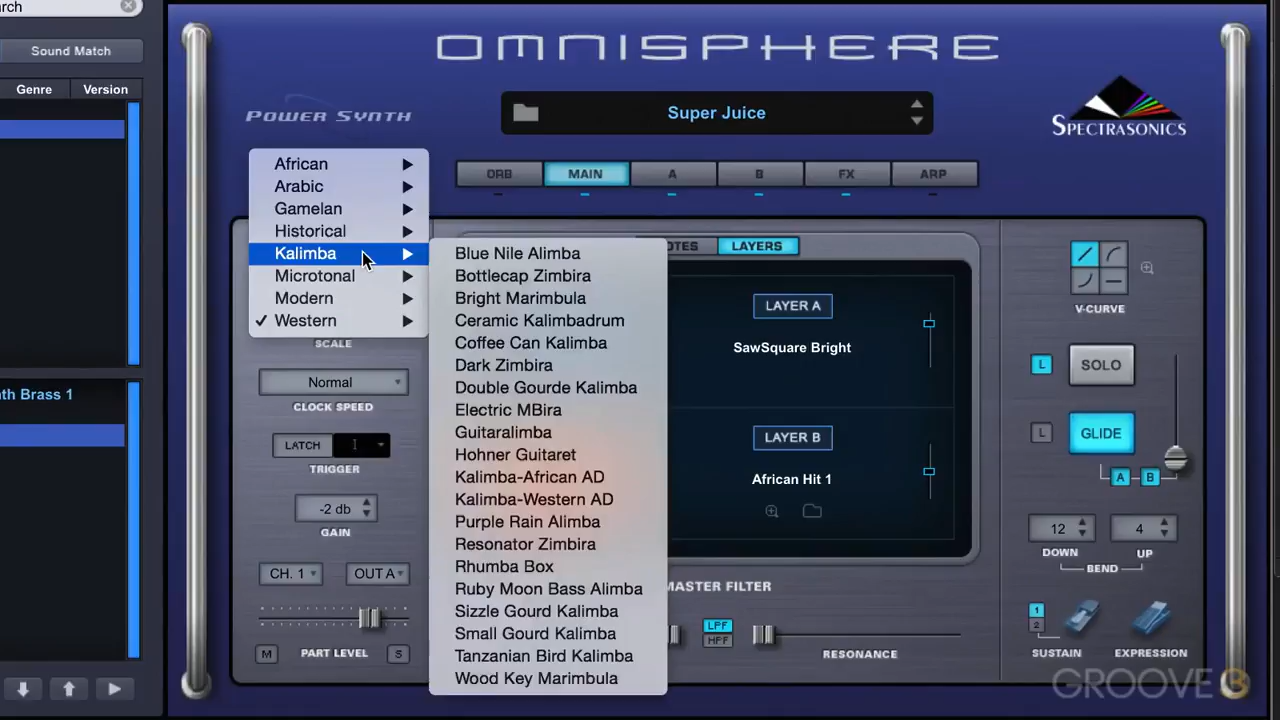 rch
Sound Match
Genre
Version
th Brass 1
OMNISPHERE
POWER SYNTH
Super Juice
SPECTRASONICS
ORB
MAIN
A
B
FX
ARP
African
Arabic
Gamelan
Historical
Kalimba
Microtonal
Modern
✓ Western
Blue Nile Alimba
Bottlecap Zimbira
Bright Marimbula
Ceramic Kalimbadrum
Coffee Can Kalimba
Dark Zimbira
Double Gourde Kalimba
Electric MBira
Guitaralimba
Hohner Guitaret
Kalimba-African AD
Kalimba-Western AD
Purple Rain Alimba
Resonator Zimbira
Rhumba Box
Ruby Moon Bass Alimba
Sizzle Gourd Kalimba
Small Gourd Kalimba
Tanzanian Bird Kalimba
Wood Key Marimbula
SCALE
Normal
CLOCK SPEED
LATCH
TRIGGER
-2 db
GAIN
CH. 1
OUT A
M
PART LEVEL
S
OTES
LAYERS
LAYER A
SawSquare Bright
LAYER B
African Hit 1
MASTER FILTER
LPF
HPF
RESONANCE
V-CURVE
L
SOLO
L
GLIDE
A
B
12
4
DOWN
UP
BEND
1
2
SUSTAIN
EXPRESSION
GROOVE3